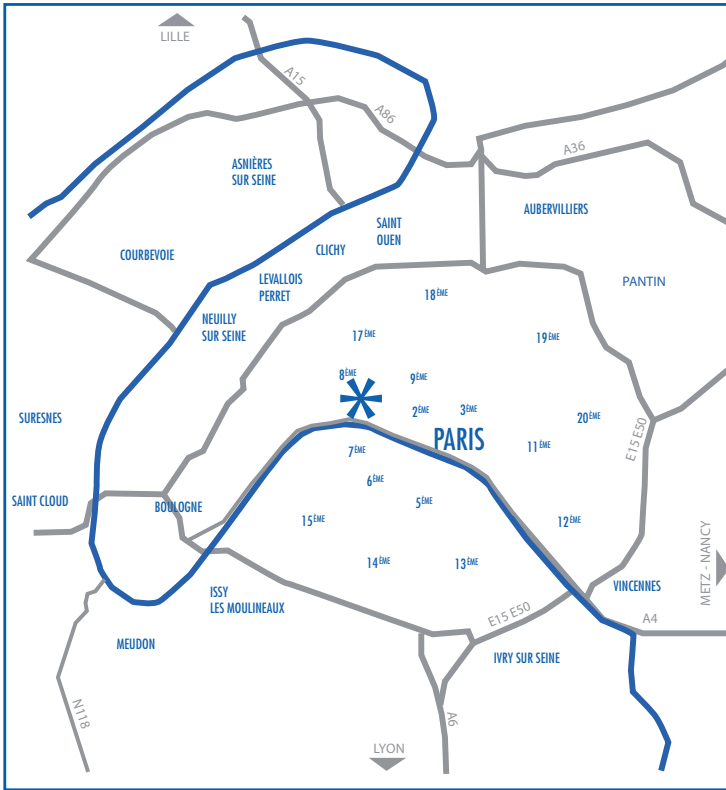 LILLE
A15
A86
A36
ASNIÈRES
SUR SEINE
AUBERVILLIERS
SAINT
OUEN
COURBEVOIE
CLICHY
LEVALLOIS
PERRET
PANTIN
18ÈME
NEUILLY
SUR SEINE
17ÈME
19ÈME
8ÈME
9ÈME
2ÈME
3ÈME
20ÈME
SURESNES
PARIS
E15 E50
7ÈME
11ÈME
6ÈME
SAINT CLOUD
BOULOGNE
5ÈME
15ÈME
12ÈME
METZ - NANCY
14ÈME
13ÈME
VINCENNES
ISSY
LES MOULINEAUX
E15 E50
A4
MEUDON
IVRY SUR SEINE
N118
A6
LYON